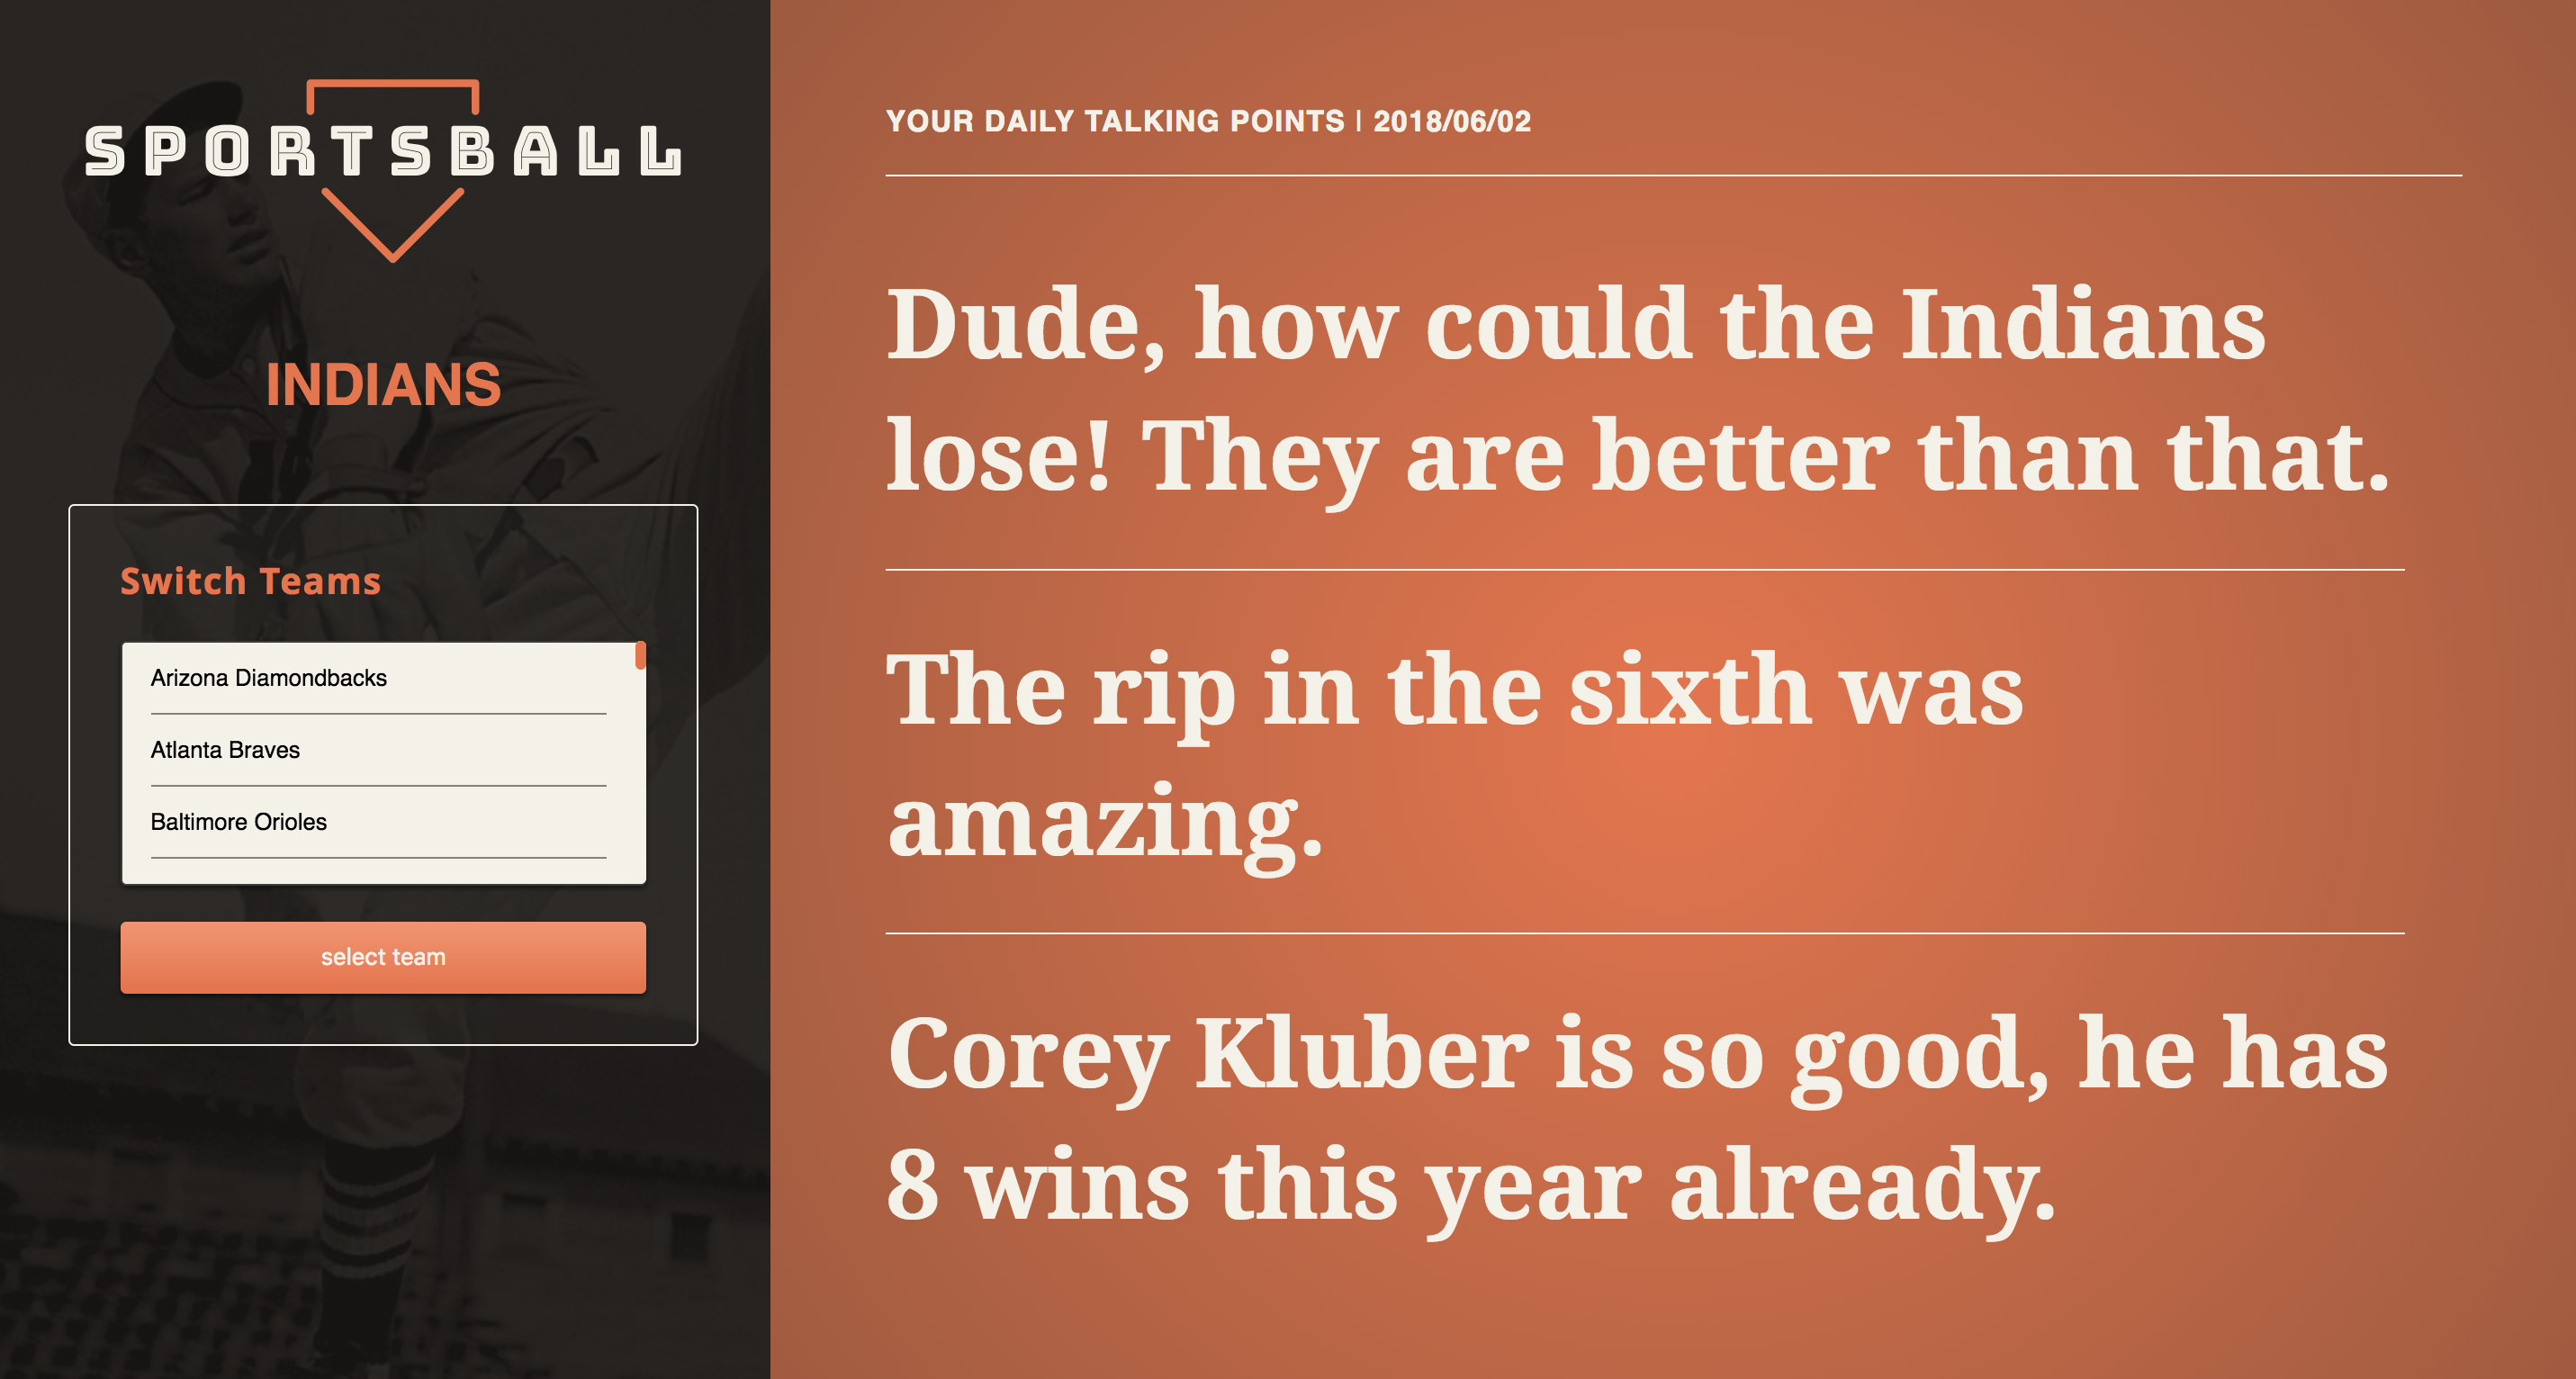 SPORTSBALL
INDIANS
Switch Teams
Arizona Diamondbacks
Atlanta Braves
Baltimore Orioles
select team
YOUR DAILY TALKING POINTS | 2018/06/02
Dude, how could the Indians
lose! They are better than that.
The rip in the sixth was
amazing.
Corey Kluber is so good, he has
8 wins this year already.